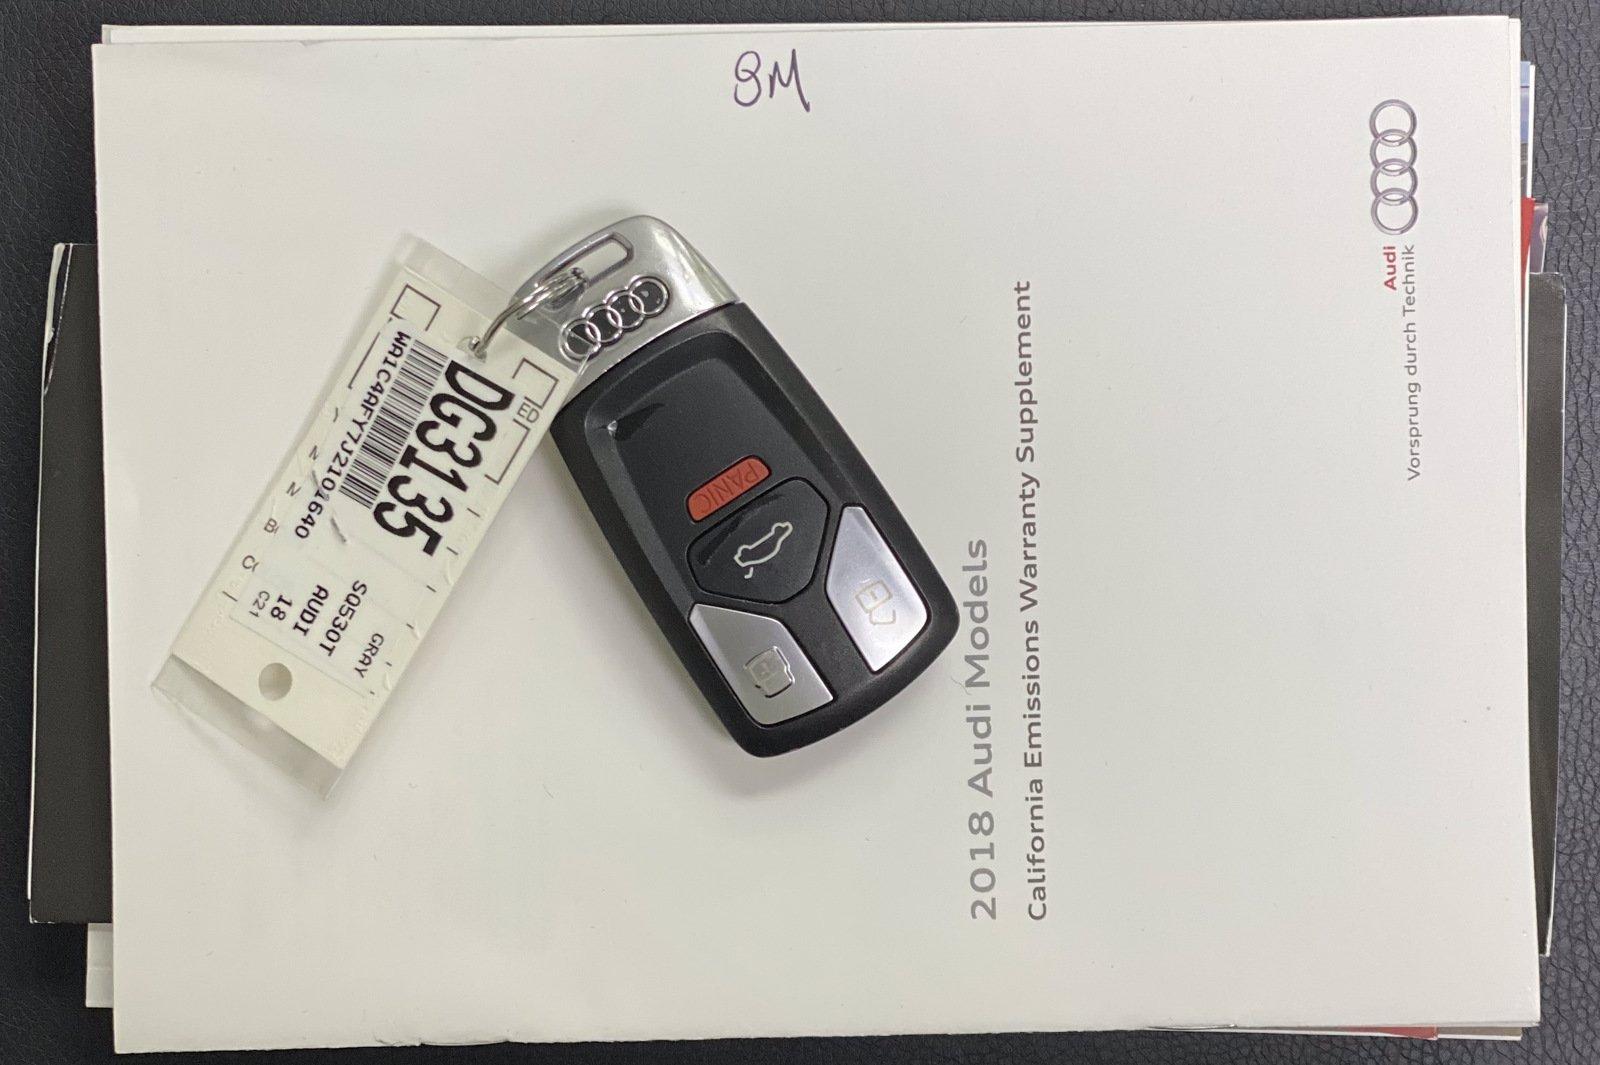 SM
Audi
Vorsprung durch Technik
2018 Audi Models
California Emissions Warranty Supplement
PANIC
DG3135
WA1C4AFY7J2101640
SQ530T
GRAY
AUDI
18
C21